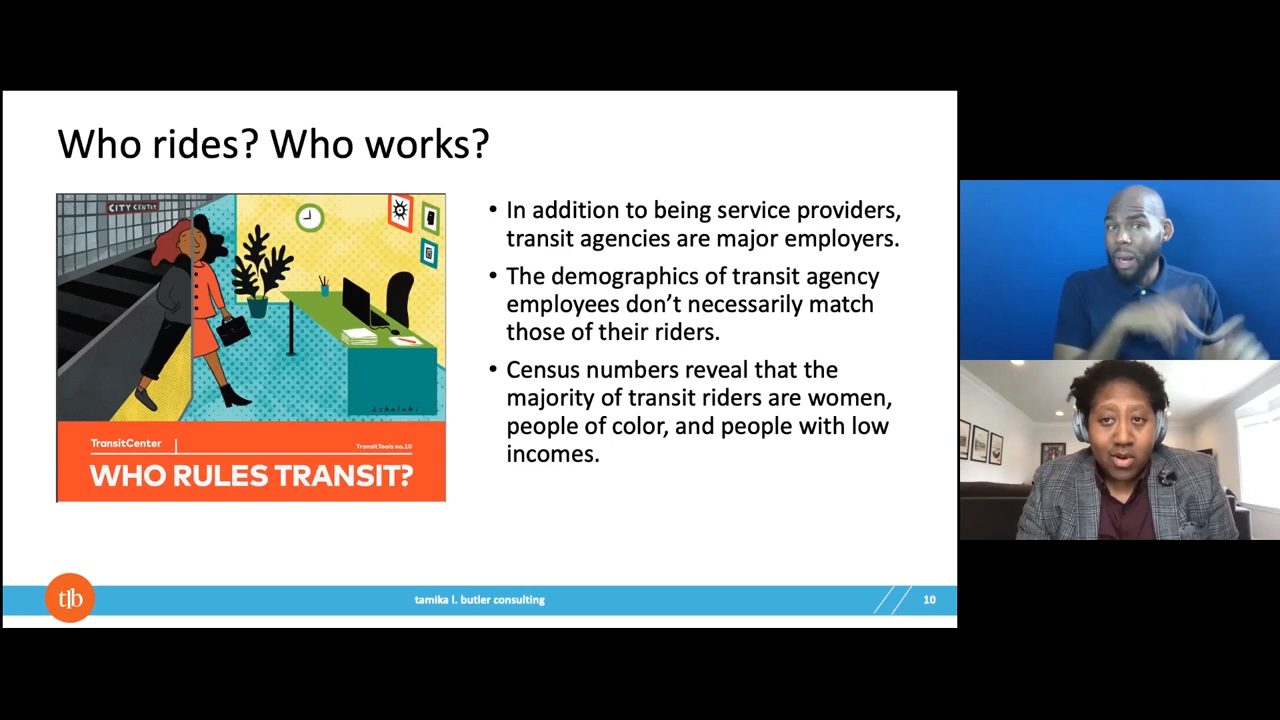 Who rides? Who works?
CITY CENTER
schalabi
TransitCenter
TransitTools no.10
WHO RULES TRANSIT?
• In addition to being service providers,
transit agencies are major employers.
• The demographics of transit agency
employees don’t necessarily match
those of their riders.
• Census numbers reveal that the
majority of transit riders are women,
people of color, and people with low
incomes.
tlb
tamika l. butler consulting
10